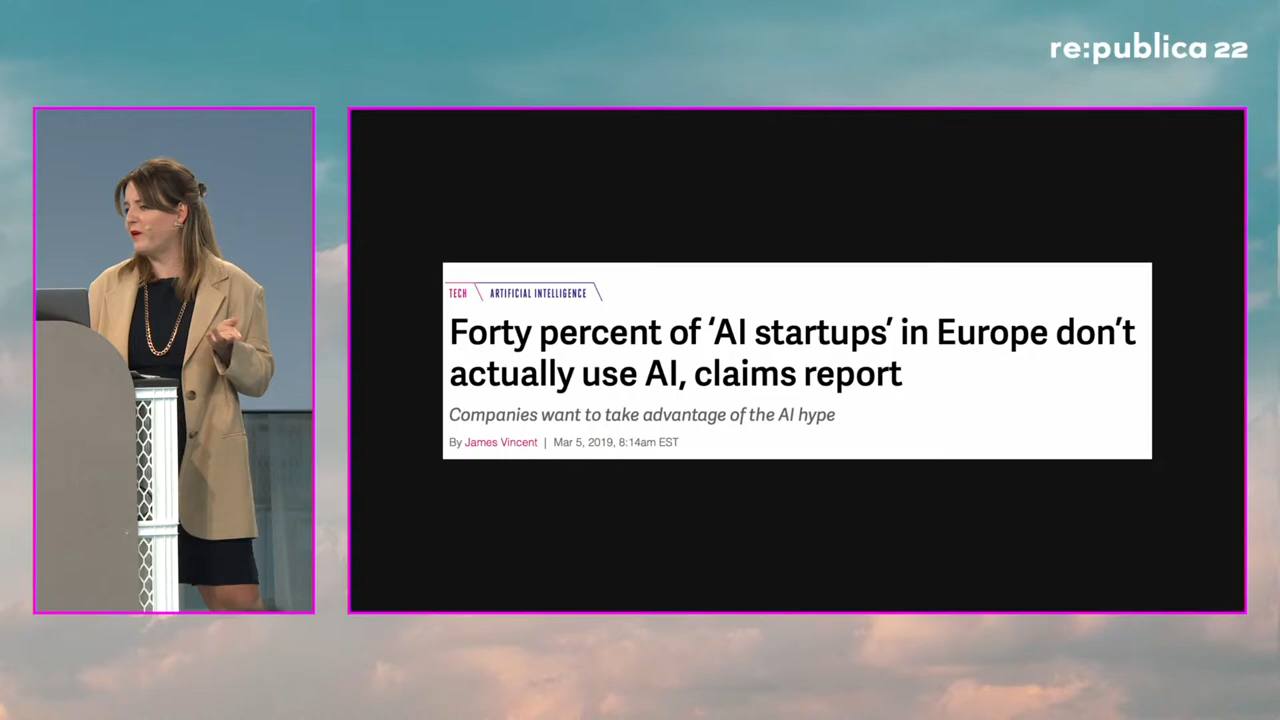 re:publica 22
TECH
ARTIFICIAL INTELLIGENCE
Forty percent of ‘AI startups’ in Europe don’t
actually use AI, claims report
Companies want to take advantage of the AI hype
By James Vincent | Mar 5, 2019, 8:14am EST